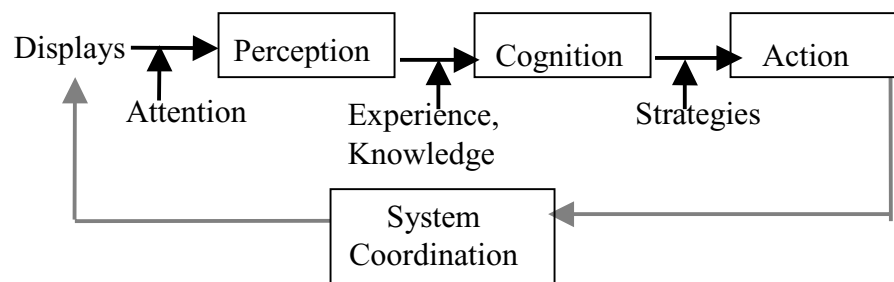 Displays
Perception
Cognition
Action
Attention
Experience,
Knowledge
Strategies
System
Coordination